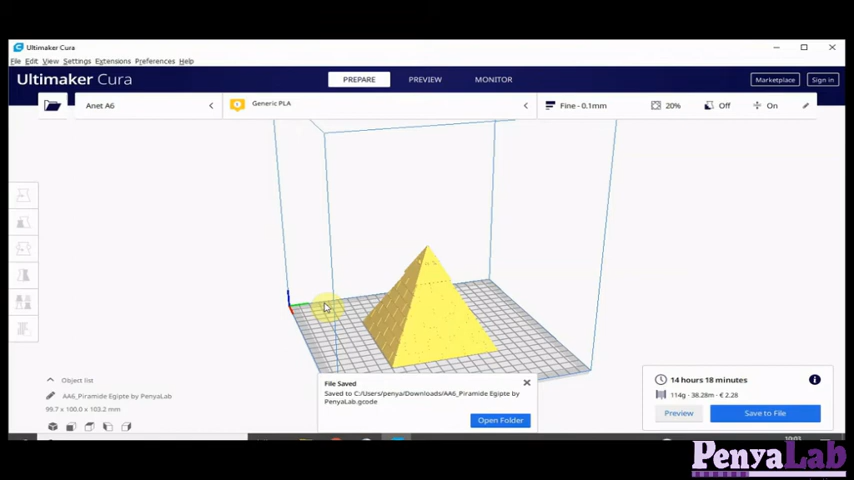 Ultimaker Cura
File Edit View Settings Extensions Preferences Help
Ultimaker Cura PREPARE PREVIEW MONITOR Marketplace Sign in
Anet A6 Generic PLA Fine - 0.1mm 20% Off On
Object list
AA6_Piramide Egipte by PenyaLab
99.7 x 100.0 x 103.2 mm
File Saved
Saved to C:/Users/penya/Downloads/AA6_Piramide Egipte by
PenyaLab.gcode
Open Folder
14 hours 18 minutes
114g · 38.28m · € 2.28
Preview Save to File
10:03
PenyaLab